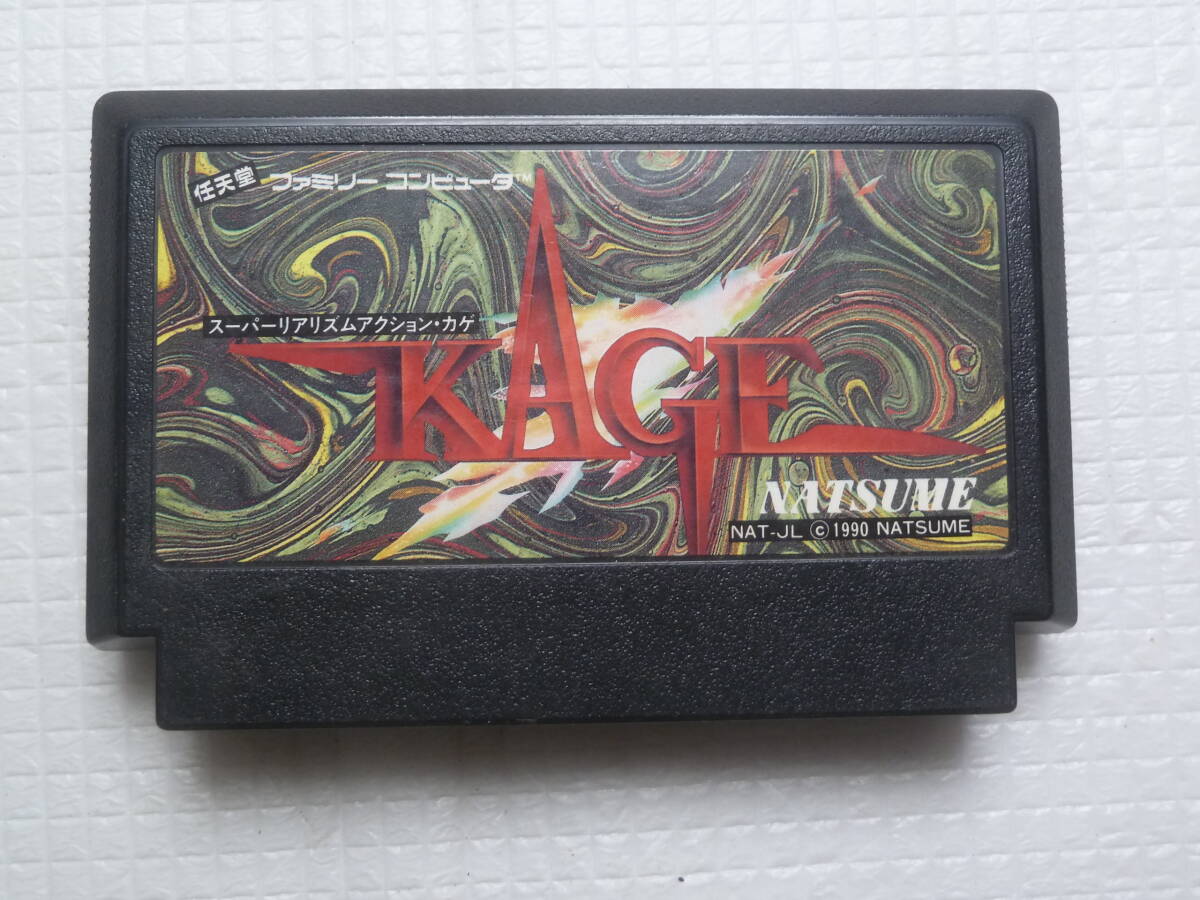 任天堂 ファミリーコンピュータ™
スーパーリアリズムアクション・カゲ
KAGE
NATSUME
NAT-JL ©1990 NATSUME